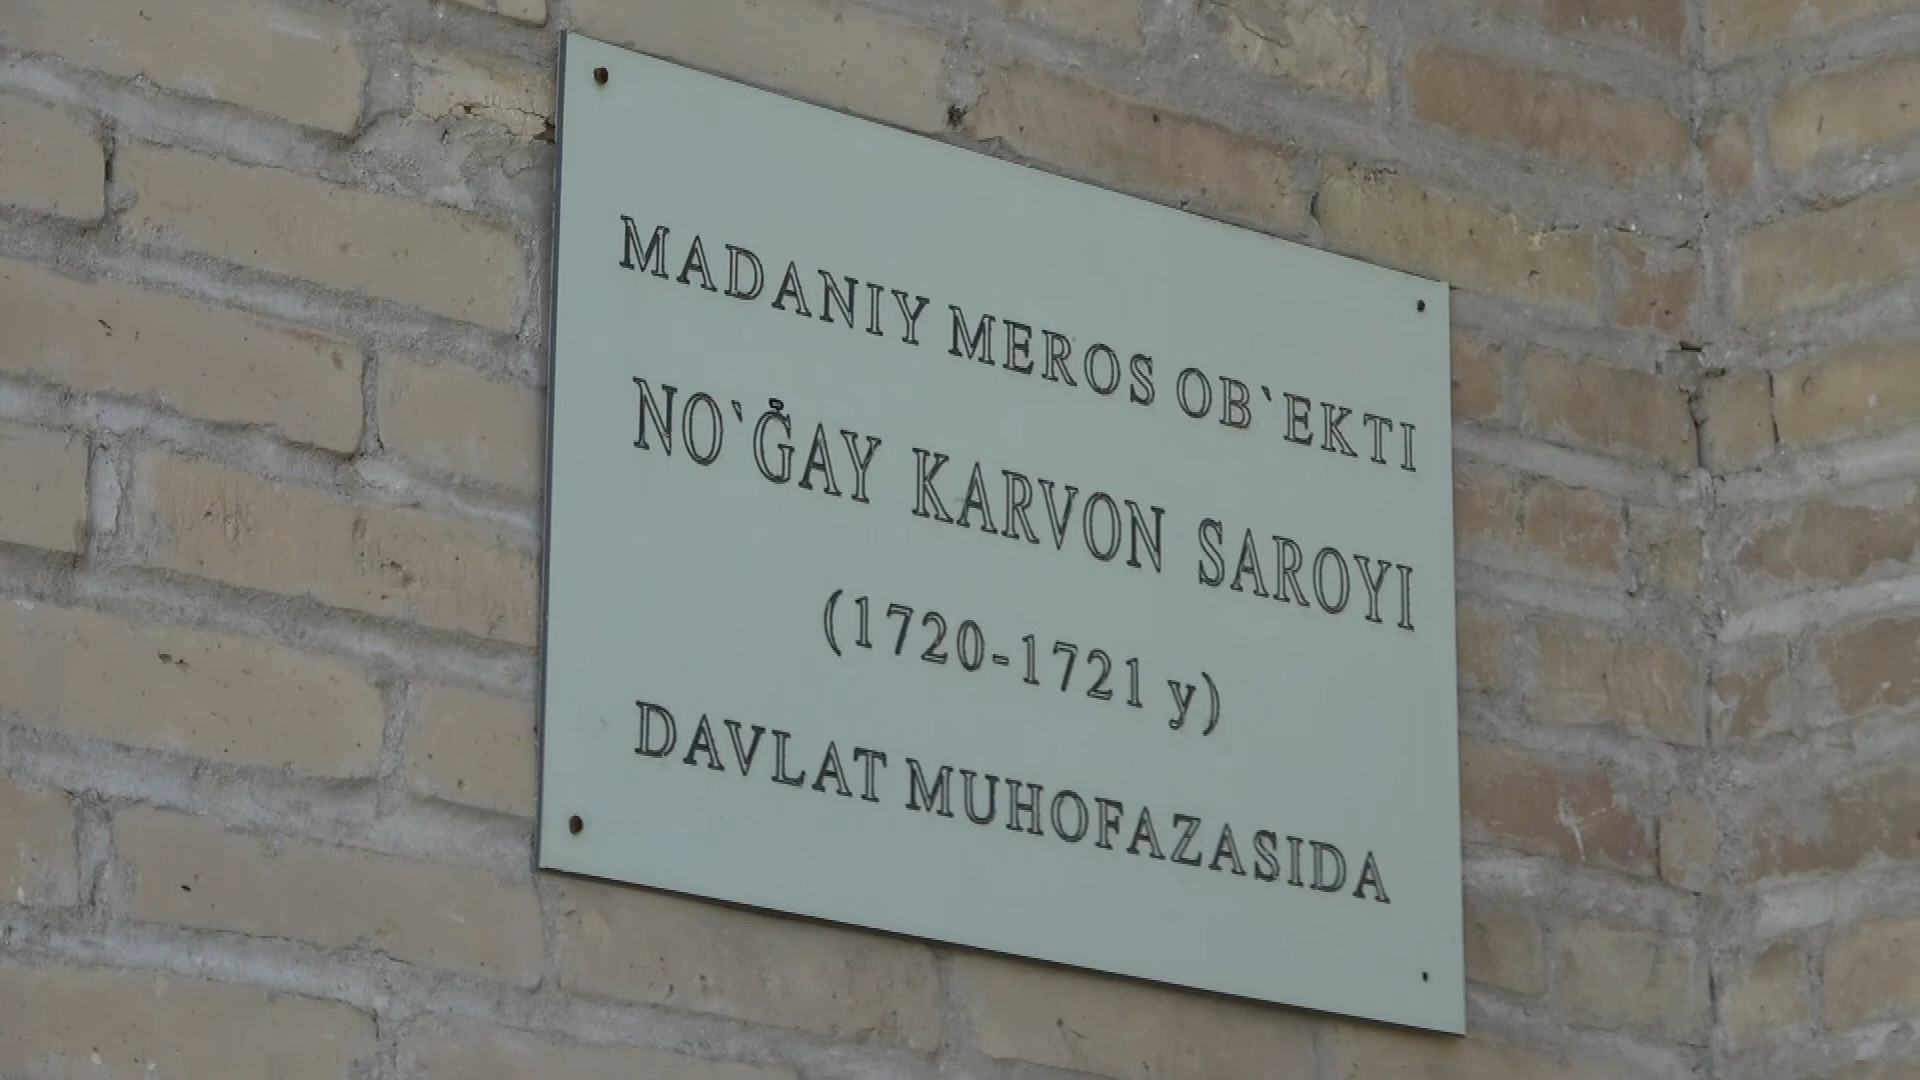 MADANIY MEROS OB`EKTI
NO`ĞAY KARVON SAROYI
(1720-1721 y)
DAVLAT MUHOFAZASIDA